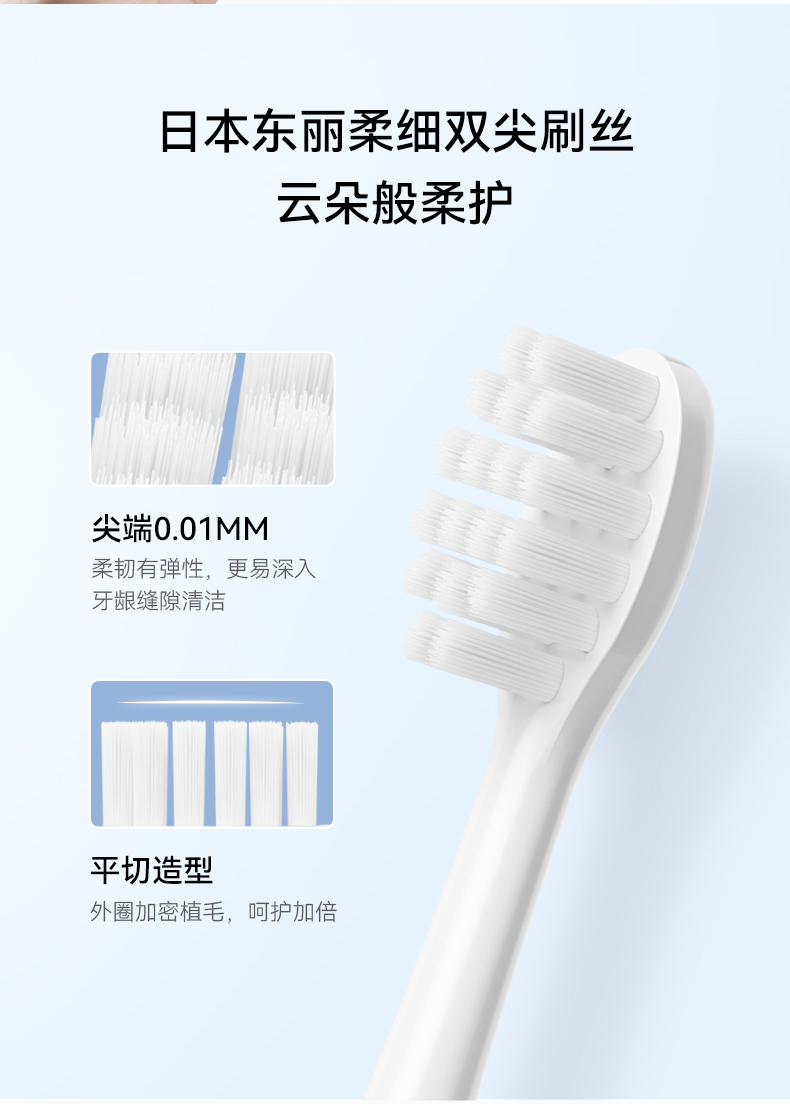 日本东丽柔细双尖刷丝
云朵般柔护
尖端0.01MM
柔韧有弹性，更易深入
牙龈缝隙清洁
平切造型
外圈加密植毛，呵护加倍